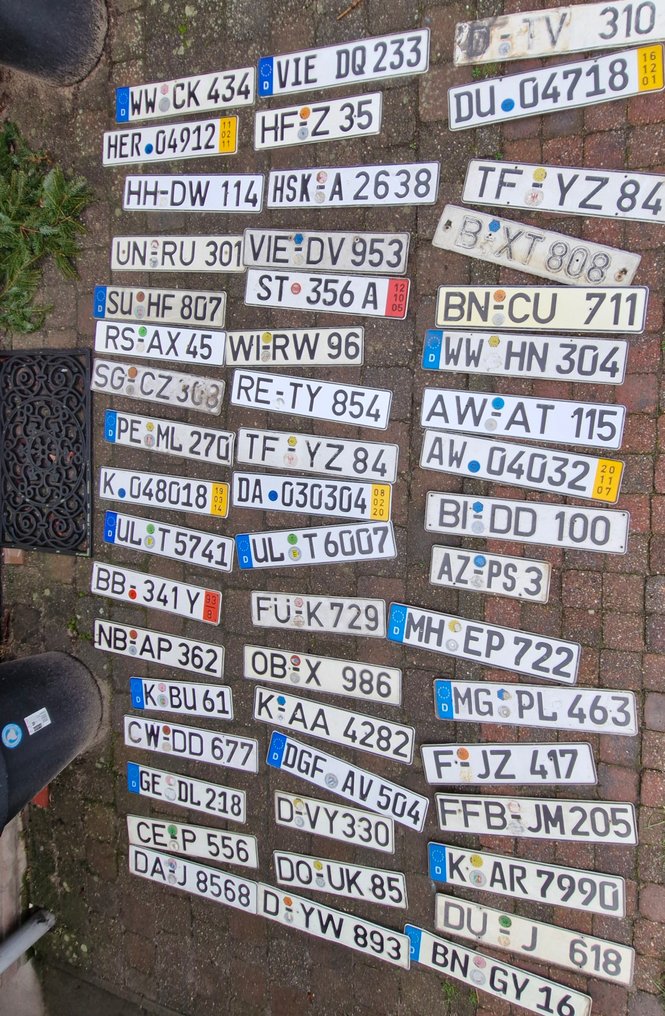 WW CK 434
HER 04912 11 02 11
HH-DW 114
UN RU 301
SU HF 807
RS-AX 45
SG CZ 308
PE ML 270
K 048018 19 03 14
UL T 5741
BB-341 Y
NB AP 362
K BU 61
CW DD 677
GE DL 218
CE P 556
DA J 8568
VIE DQ 233
HF-Z 35
HSK A 2638
VIE DV 953
ST 356 A 12 10 05
WI RW 96
RE-TY 854
TF YZ 84
DA 030304 08 02 20
UL T 6007
FÜ K 729
OB X 986
K AA 4282
DGF AV 504
D VY 330
DO UK 85
D YW 893
TV 310
DU 04718 16 12 01
TF YZ 84
B XT 808
BN CU 711
WW HN 304
AW AT 115
AW 04032 20 11 07
BI DD 100
AZ PS 3
MH EP 722
MG PL 463
F JZ 417
FFB JM 205
K AR 7990
DU J 618
BN GY 16